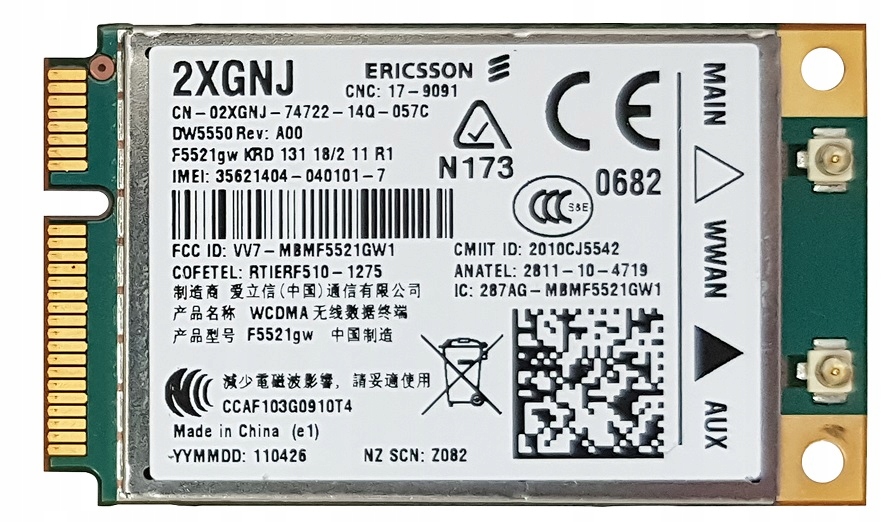 2XGNJ
ERICSSON
CNC: 17-9091
CN-02XGNJ-74722-14Q-057C
DW5550 Rev: A00
F5521gw KRD 131 18/2 11 R1
N173
IMEI: 35621404-040101-7
CE
0682
CCC S&E
FCC ID: VV7-MBMF5521GW1
CMIIT ID: 2010CJ5542
COFETEL: RTIERF510-1275
ANATEL: 2811-10-4719
制造商 爱立信(中国)通信有限公司
IC: 287AG-MBMF5521GW1
产品名称 WCDMA 无线数据终端
产品型号 F5521gw 中国制造
減少電磁波影響, 請妥適使用
CCAF103G0910T4
Made in China (e1)
YYMMDD: 110426
NZ SCN: Z082
MAIN
WWAN
AUX